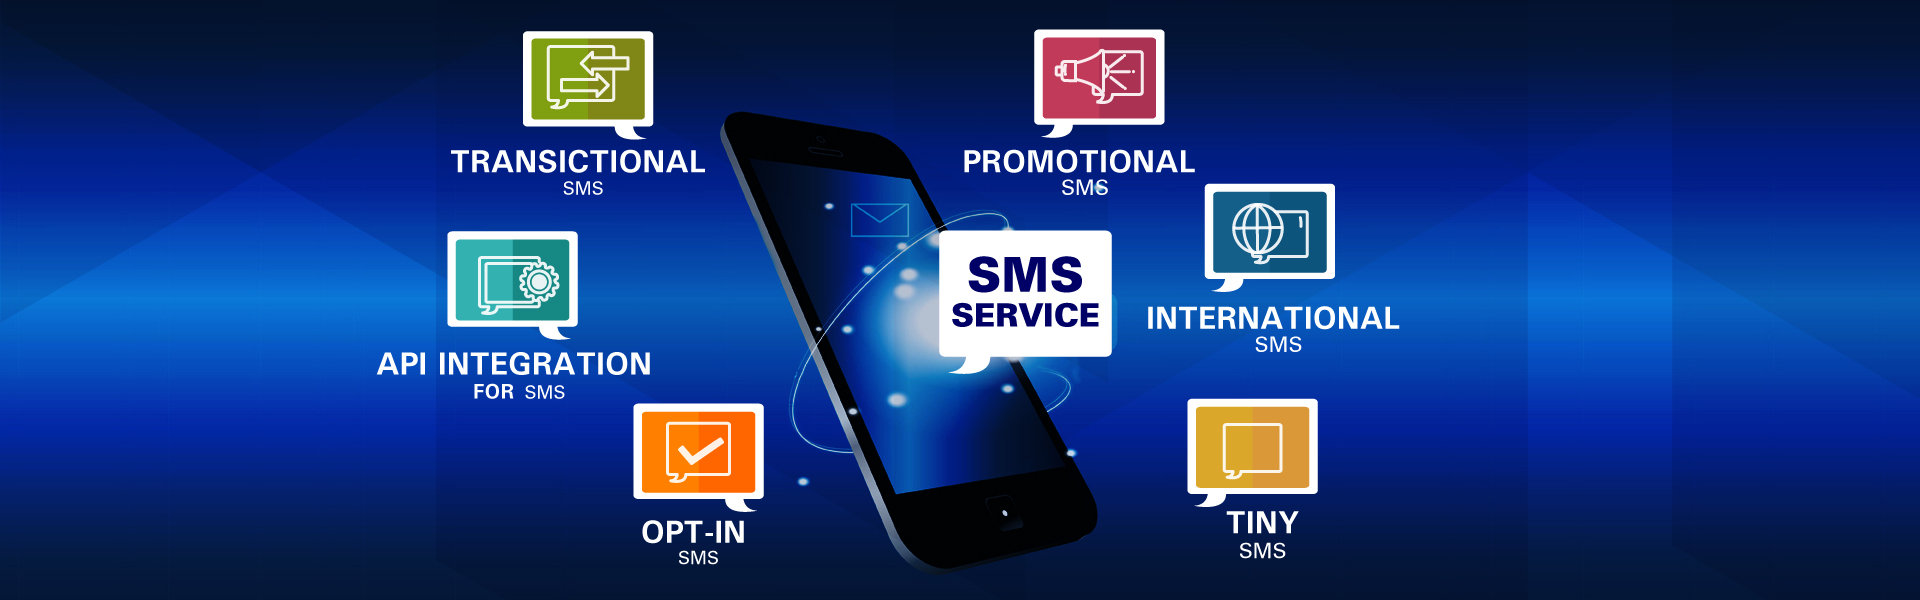 TRANSICTIONAL
SMS
PROMOTIONAL
SMS
API INTEGRATION
FOR SMS
SMS
SERVICE
INTERNATIONAL
SMS
OPT-IN
SMS
TINY
SMS